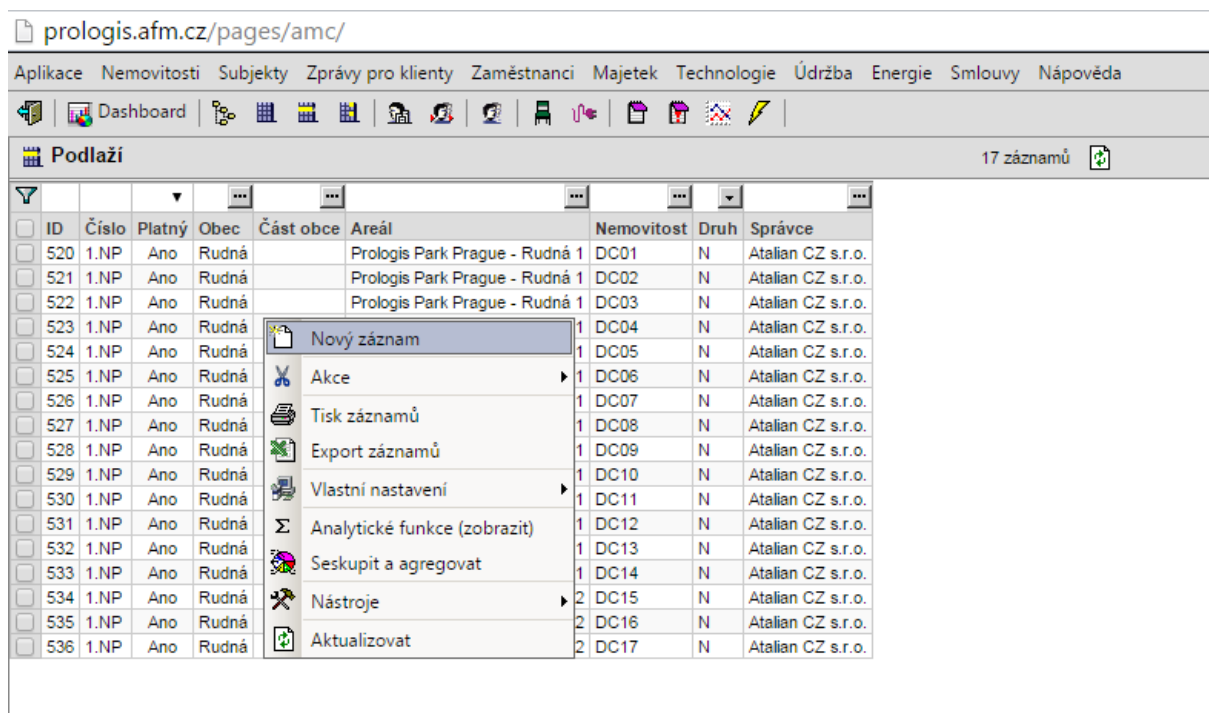 prologis.afm.cz/pages/amc/
Aplikace Nemovitosti Subjekty Zprávy pro klienty Zaměstnanci Majetek Technologie Údržba Energie Smlouvy Nápověda
Dashboard
Podlaží 17 záznamů
ID Číslo Platný Obec Část obce Areál Nemovitost Druh Správce
520 1.NP Ano Rudná Prologis Park Prague - Rudná 1 DC01 N Atalian CZ s.r.o.
521 1.NP Ano Rudná Prologis Park Prague - Rudná 1 DC02 N Atalian CZ s.r.o.
522 1.NP Ano Rudná Prologis Park Prague - Rudná 1 DC03 N Atalian CZ s.r.o.
523 1.NP Ano Rudná 1 DC04 N Atalian CZ s.r.o.
524 1.NP Ano Rudná 1 DC05 N Atalian CZ s.r.o.
525 1.NP Ano Rudná 1 DC06 N Atalian CZ s.r.o.
526 1.NP Ano Rudná 1 DC07 N Atalian CZ s.r.o.
527 1.NP Ano Rudná 1 DC08 N Atalian CZ s.r.o.
528 1.NP Ano Rudná 1 DC09 N Atalian CZ s.r.o.
529 1.NP Ano Rudná 1 DC10 N Atalian CZ s.r.o.
530 1.NP Ano Rudná 1 DC11 N Atalian CZ s.r.o.
531 1.NP Ano Rudná 1 DC12 N Atalian CZ s.r.o.
532 1.NP Ano Rudná 1 DC13 N Atalian CZ s.r.o.
533 1.NP Ano Rudná 1 DC14 N Atalian CZ s.r.o.
534 1.NP Ano Rudná 2 DC15 N Atalian CZ s.r.o.
535 1.NP Ano Rudná 2 DC16 N Atalian CZ s.r.o.
536 1.NP Ano Rudná 2 DC17 N Atalian CZ s.r.o.
Nový záznam
Akce
Tisk záznamů
Export záznamů
Vlastní nastavení
Σ Analytické funkce (zobrazit)
Seskupit a agregovat
Nástroje
Aktualizovat